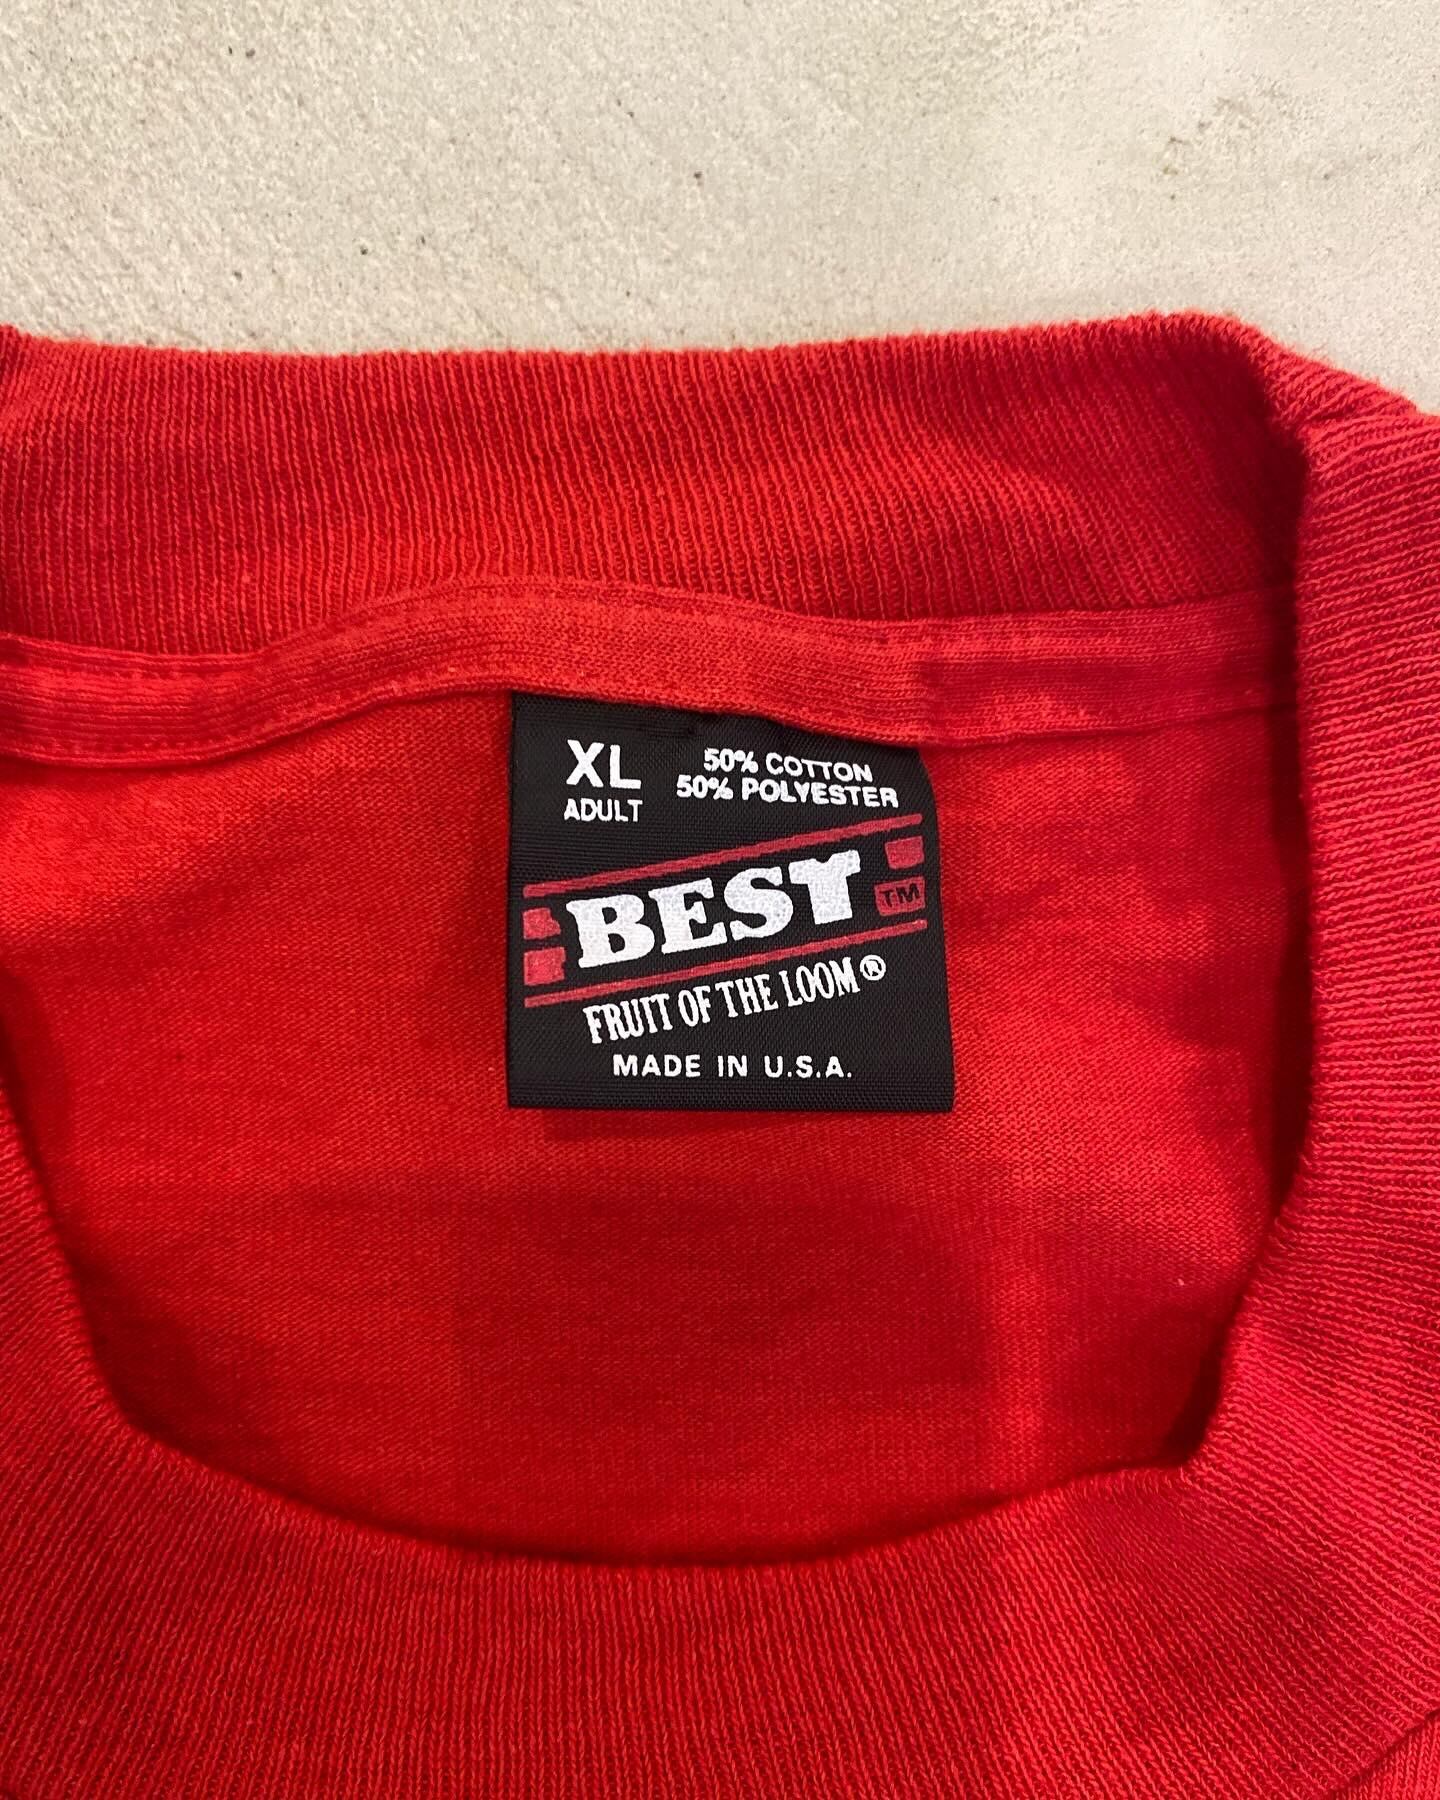 XL
ADULT
50% COTTON
50% POLYESTER
BEST
TM
FRUIT OF THE LOOM®
MADE IN U.S.A.